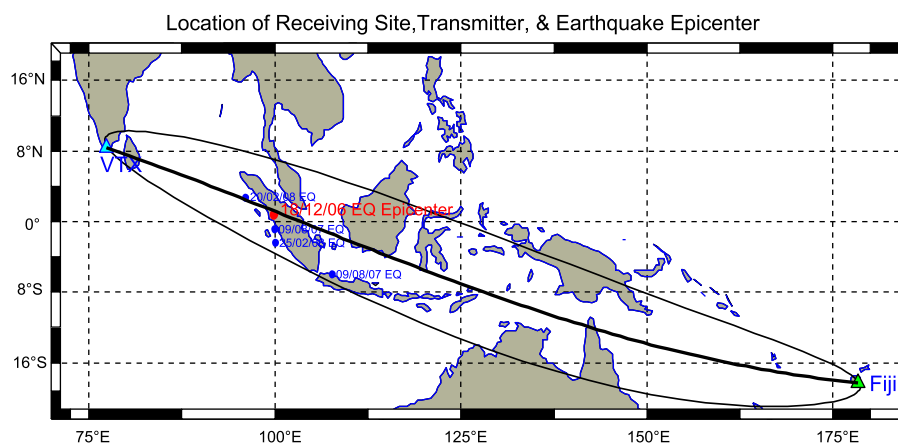 Location of Receiving Site,Transmitter, & Earthquake Epicenter
16°N
8°N
VTX
20/02/08 EQ
18/12/06 EQ Epicenter
0°
09/08/07 EQ
25/02/08 EQ
09/08/07 EQ
8°S
16°S
Fiji
75°E
100°E
125°E
150°E
175°E